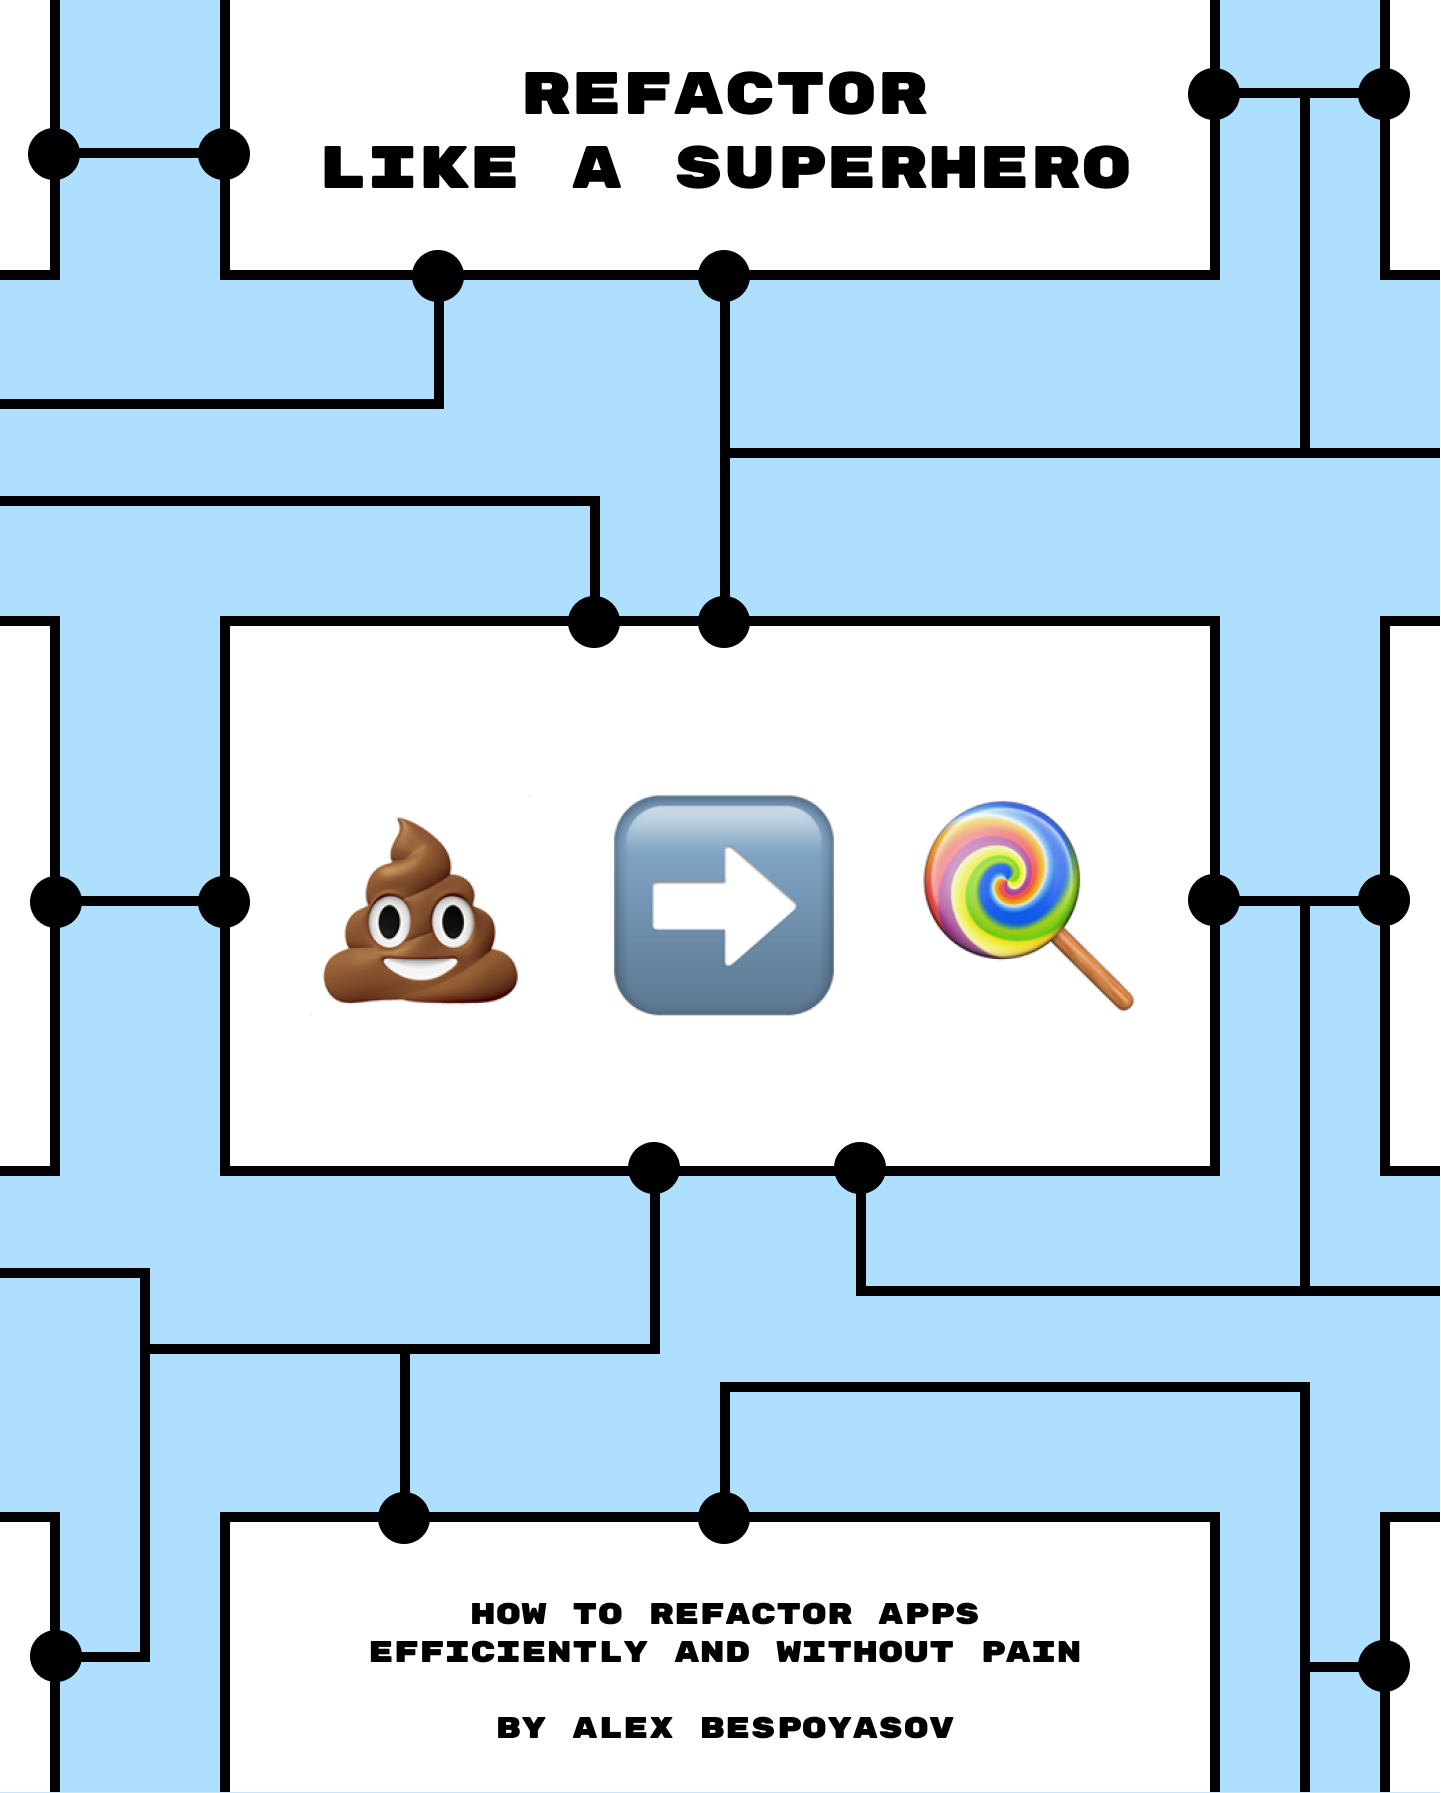 REFACTOR
LIKE A SUPERHERO
HOW TO REFACTOR APPS
EFFICIENTLY AND WITHOUT PAIN
BY ALEX BESPOYASOV